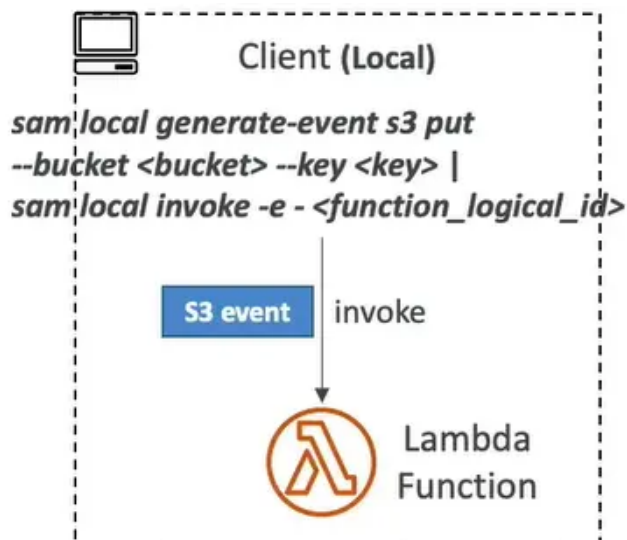 Client (Local)
sam local generate-event s3 put
--bucket <bucket> --key <key> |
sam local invoke -e - <function_logical_id>
S3 event
invoke
Lambda
Function